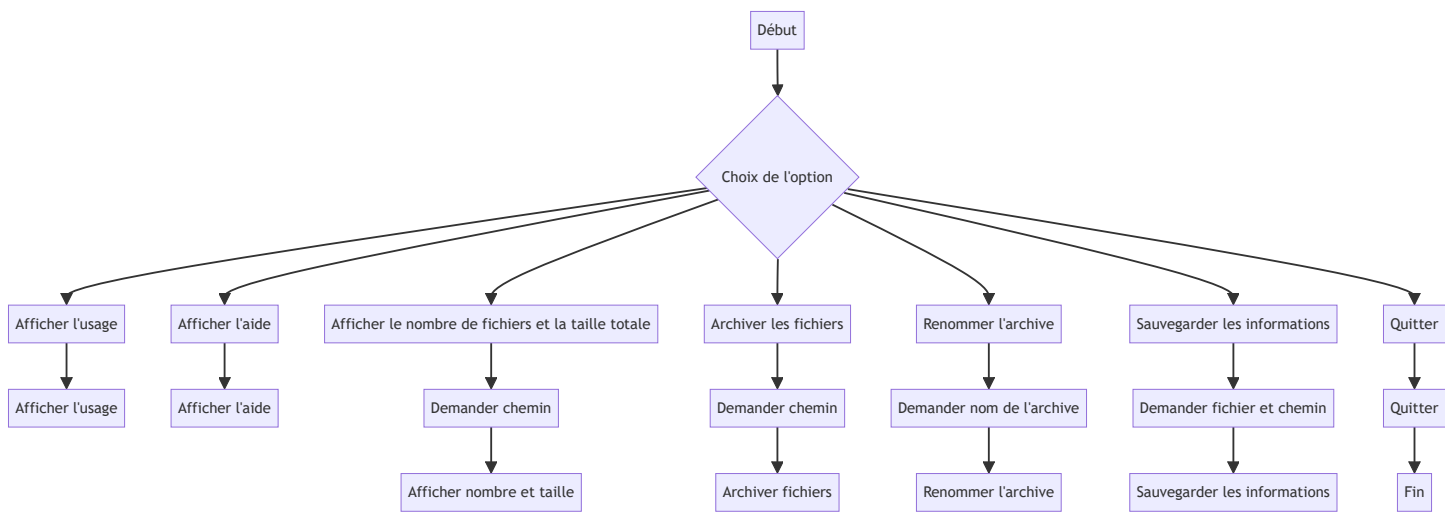 Début
Choix de l'option
Afficher l'usage
Afficher l'aide
Afficher le nombre de fichiers et la taille totale
Archiver les fichiers
Renommer l'archive
Sauvegarder les informations
Quitter
Afficher l'usage
Afficher l'aide
Demander chemin
Demander chemin
Demander nom de l'archive
Demander fichier et chemin
Quitter
Afficher nombre et taille
Archiver fichiers
Renommer l'archive
Sauvegarder les informations
Fin